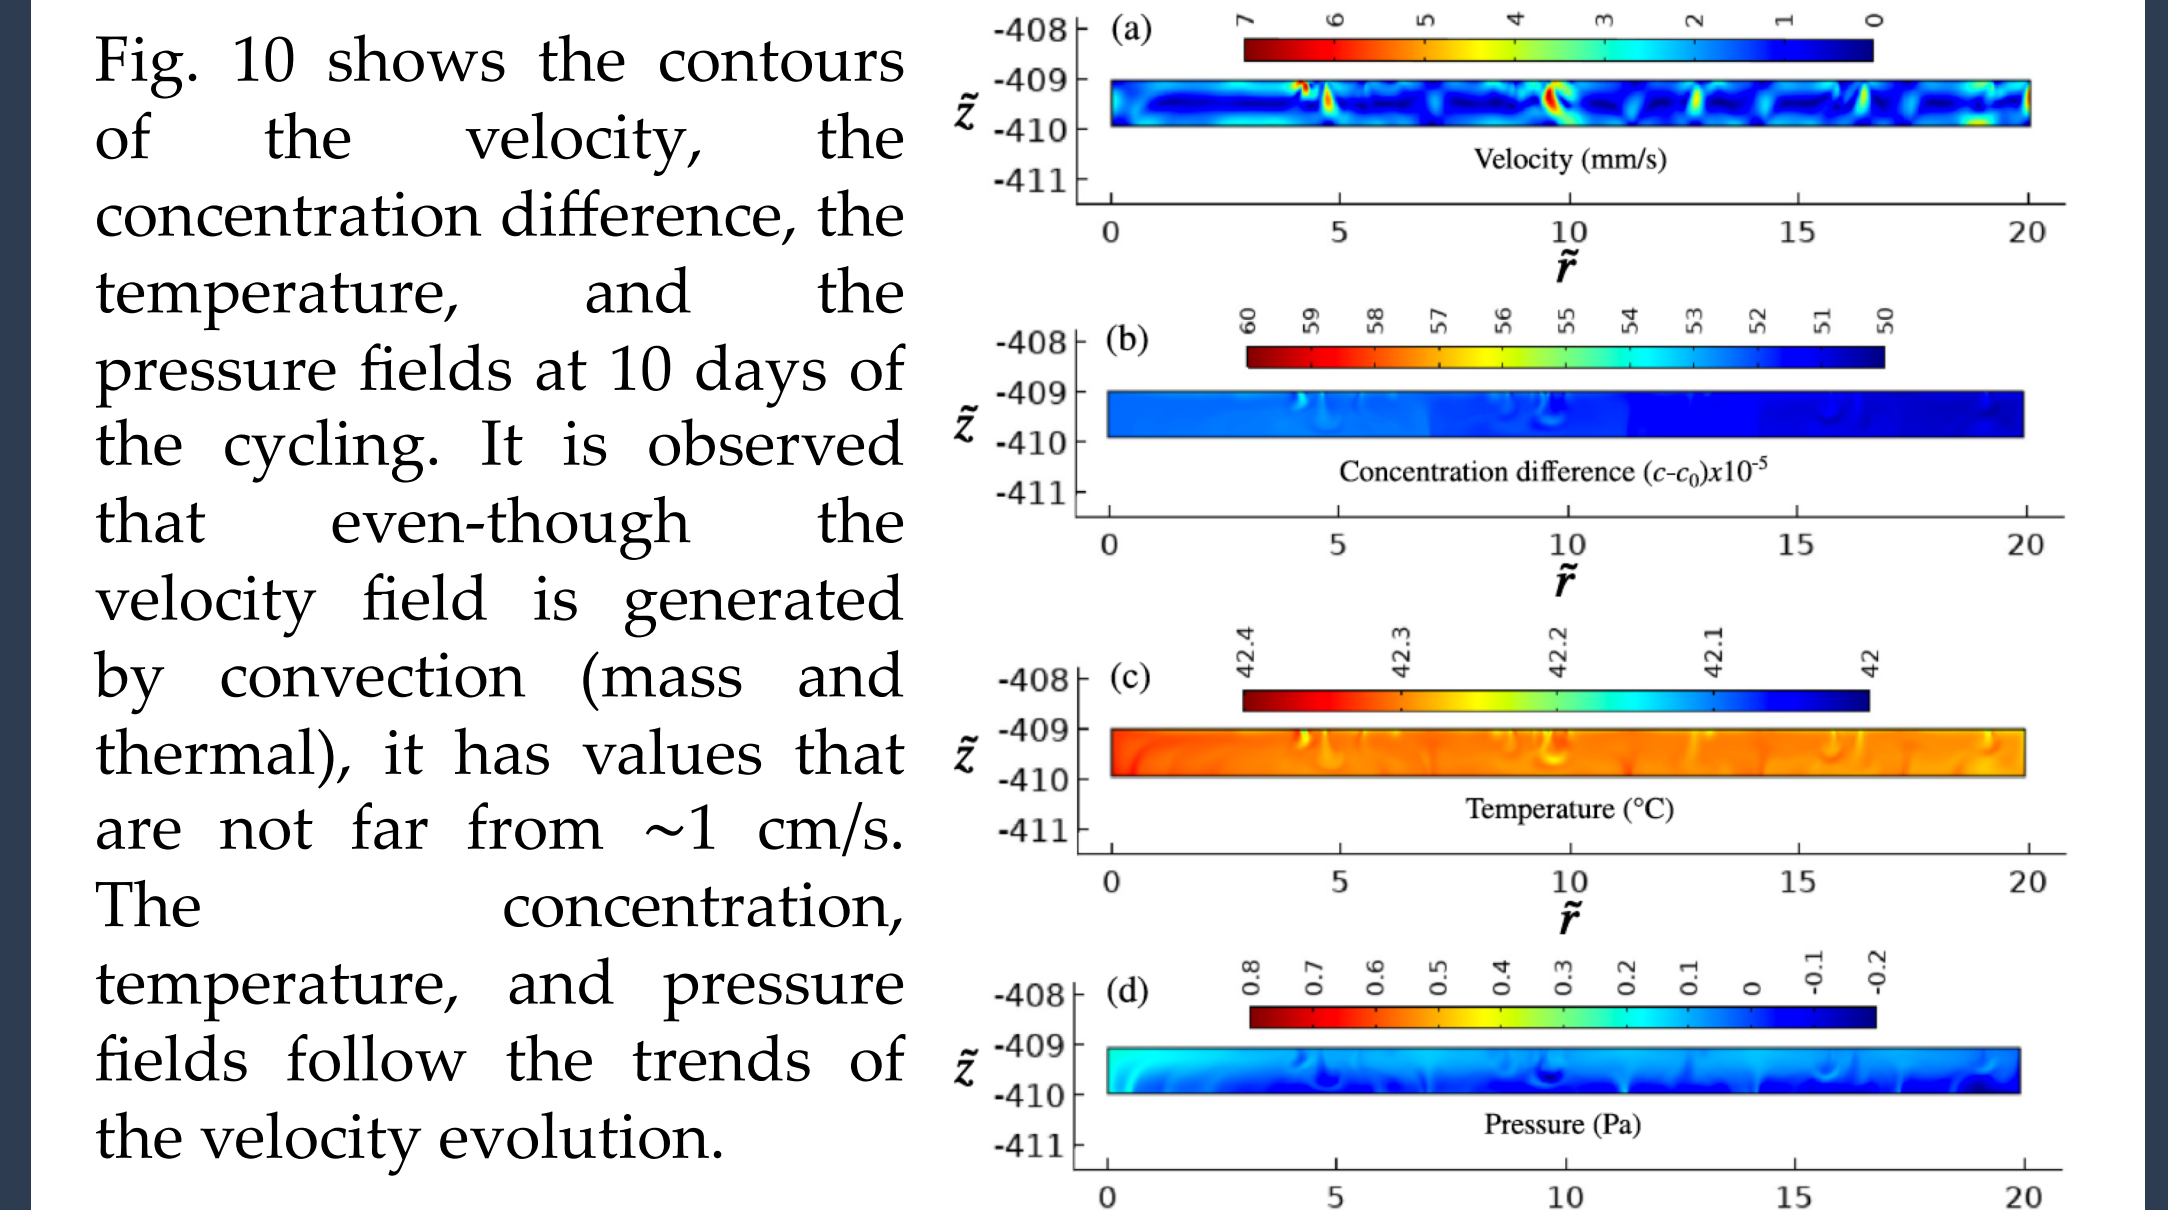 Fig. 10 shows the contours
of the velocity, the
concentration difference, the
temperature, and the
pressure fields at 10 days of
the cycling. It is observed
that even-though the
velocity field is generated
by convection (mass and
thermal), it has values that
are not far from ~1 cm/s.
The concentration,
temperature, and pressure
fields follow the trends of
the velocity evolution.
(a)
7 6 5 4 3 2 1 0
-408
-409
-410
-411
z̃
Velocity (mm/s)
0 5 10 15 20
r̃
(b)
60 59 58 57 56 55 54 53 52 51 50
-408
-409
-410
-411
z̃
Concentration difference (c-c₀)x10⁻⁵
0 5 10 15 20
r̃
(c)
42.4 42.3 42.2 42.1 42
-408
-409
-410
-411
z̃
Temperature (°C)
0 5 10 15 20
r̃
(d)
0.8 0.7 0.6 0.5 0.4 0.3 0.2 0.1 0 -0.1 -0.2
-408
-409
-410
-411
z̃
Pressure (Pa)
0 5 10 15 20